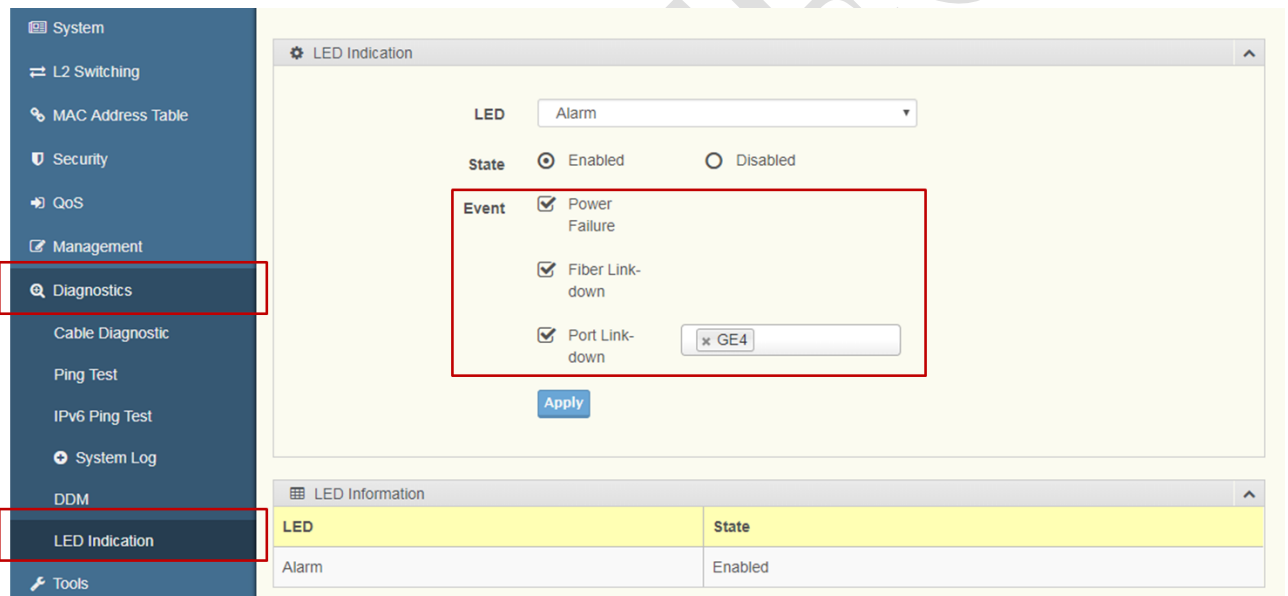 System
L2 Switching
MAC Address Table
Security
QoS
Management
Diagnostics
Cable Diagnostic
Ping Test
IPv6 Ping Test
System Log
DDM
LED Indication
Tools
LED Indication
LED Alarm
State Enabled Disabled
Event Power
Failure
Fiber Link-
down
Port Link- × GE4
down
Apply
LED Information
LED State
Alarm Enabled